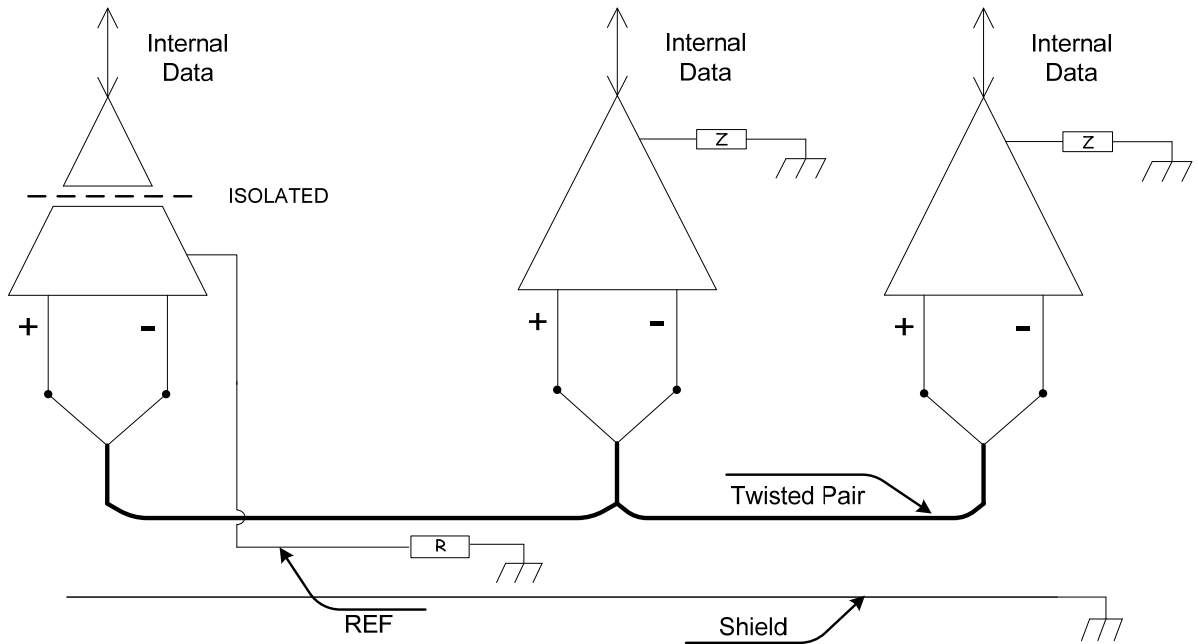 Internal
Data
Internal
Data
Internal
Data
Z
Z
ISOLATED
+
-
+
-
+
-
Twisted Pair
R
REF
Shield